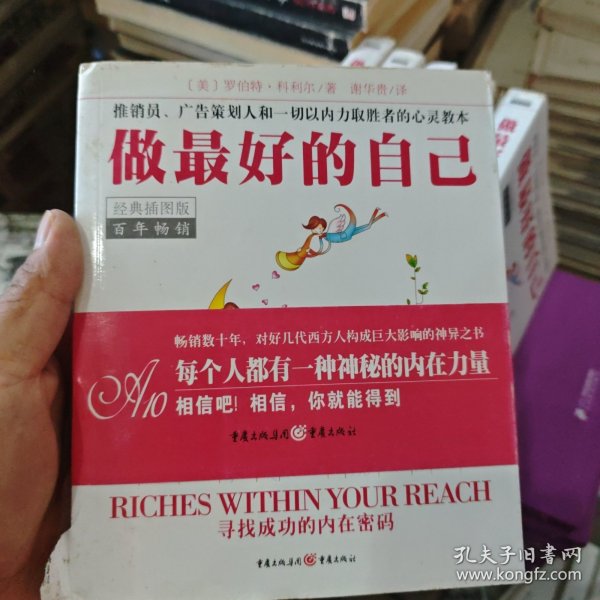 〔美〕罗伯特·科利尔/著 谢华贵/译
推销员、广告策划人和一切以内力取胜者的心灵教本
做最好的自己
经典插图版
百年畅销
畅销数十年，对好几代西方人构成巨大影响的神异之书
A10
每个人都有一种神秘的内在力量
相信吧！相信，你就能得到
重庆出版集团 重庆出版社
RICHES WITHIN YOUR REACH
寻找成功的内在密码
重庆出版集团 重庆出版社
孔夫子旧书网
www.kongfz.com